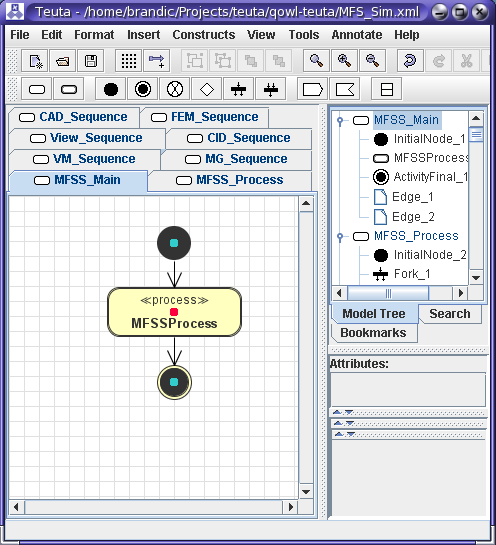 Teuta - /home/brandic/Projects/teuta/qowl-teuta/MFS_Sim.xml
File Edit Format Insert Constructs View Tools Annotate Help
CAD_Sequence FEM_Sequence
View_Sequence CID_Sequence
VM_Sequence MG_Sequence
MFSS_Main MFSS_Process
≪process≫
MFSSProcess
MFSS_Main
InitialNode_1
MFSSProcess
ActivityFinal_1
Edge_1
Edge_2
MFSS_Process
InitialNode_2
Fork_1
Model Tree Search
Bookmarks
Attributes: